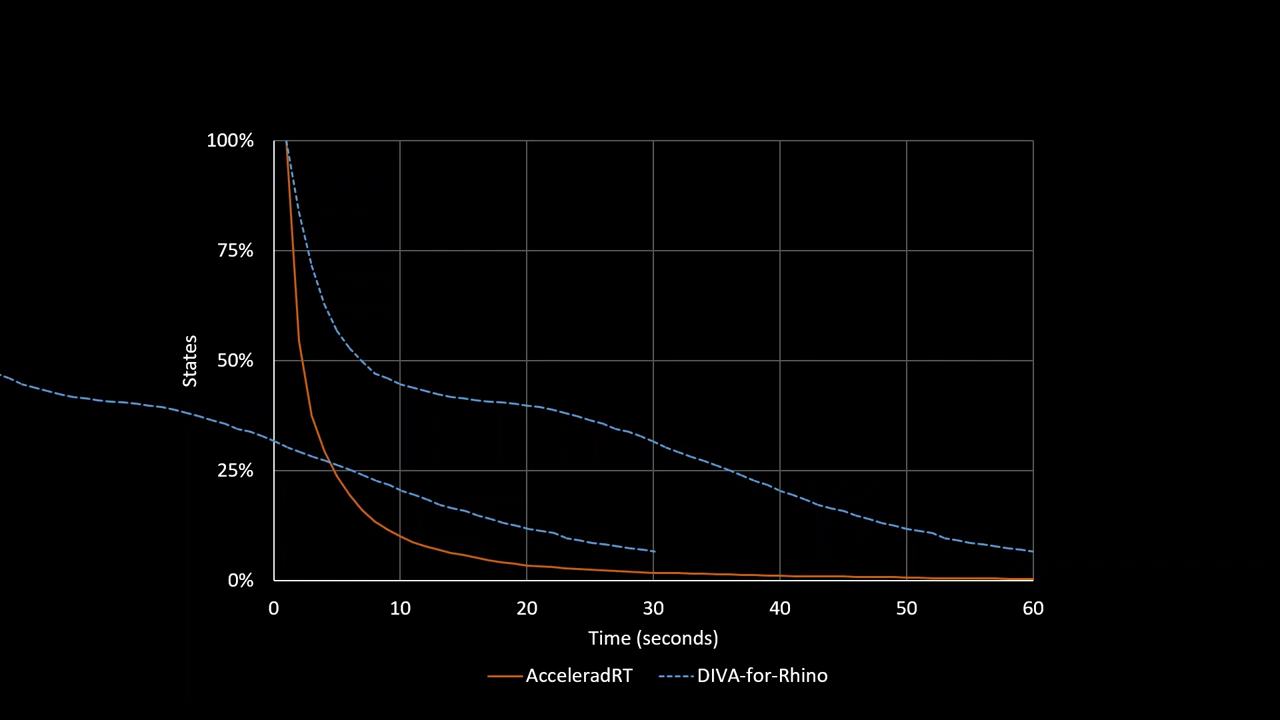 100%
75%
50%
25%
0%
States
0 10 20 30 40 50 60
Time (seconds)
AcceleradRT DIVA-for-Rhino